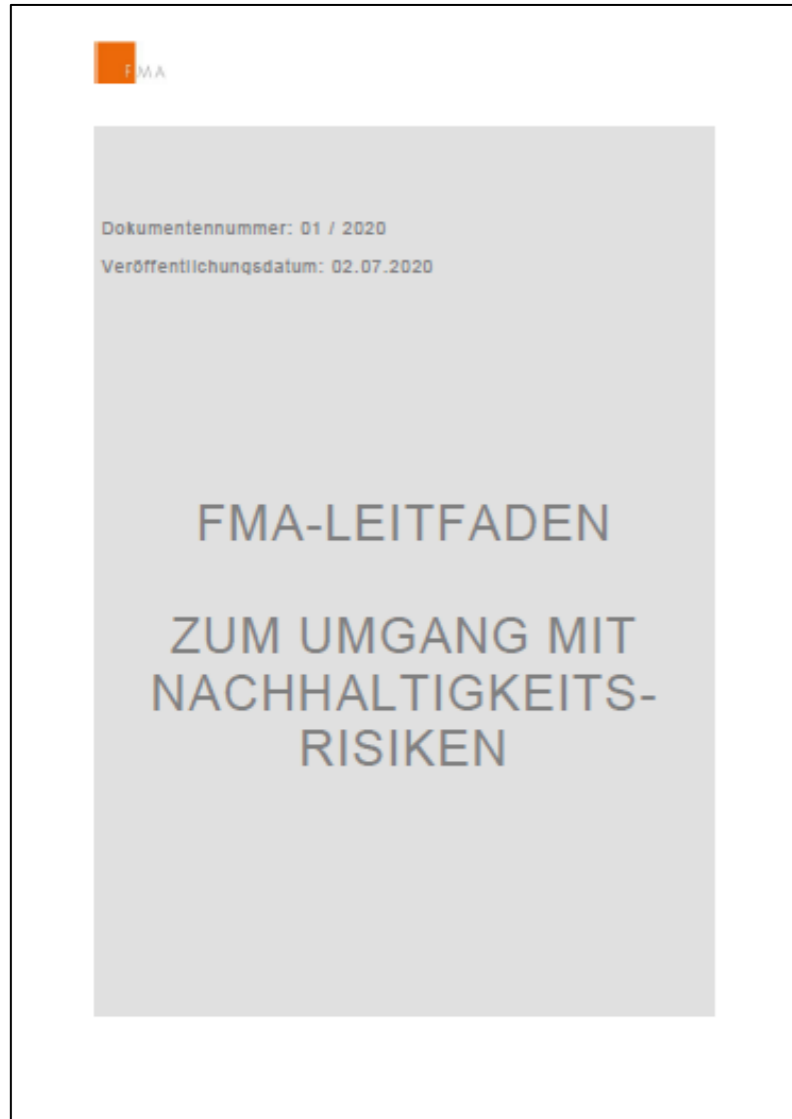 FMA
Dokumentennummer: 01 / 2020
Veröffentlichungsdatum: 02.07.2020
FMA-LEITFADEN
ZUM UMGANG MIT
NACHHALTIGKEITS-
RISIKEN